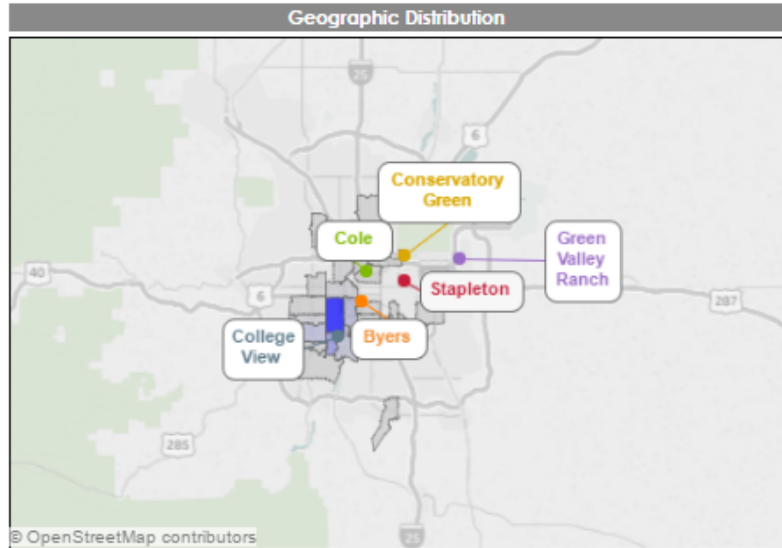 Geographic Distribution
25
6
Conservatory
Green
Cole
Green
Valley
Ranch
40
6
Stapleton
287
College
View
Byers
285
25
© OpenStreetMap contributors